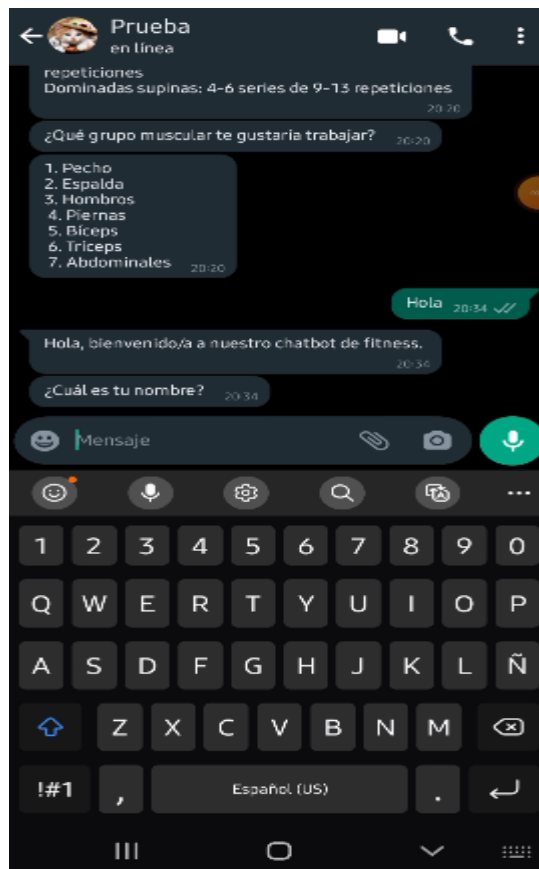 Prueba
en línea
repeticiones
Dominadas supinas: 4-6 series de 9-13 repeticiones
20:20
¿Qué grupo muscular te gustaria trabajar? 20:20
1. Pecho
2. Espalda
3. Hombros
4. Piernas
5. Bíceps
6. Tríceps
7. Abdominales 20:20
Hola 20:34
Hola, bienvenido/a a nuestro chatbot de fitness.
20:34
¿Cuál es tu nombre? 20:34
Mensaje
1 2 3 4 5 6 7 8 9 0
Q W E R T Y U I O P
A S D F G H J K L Ñ
Z X C V B N M
!#1 , Español (US) .